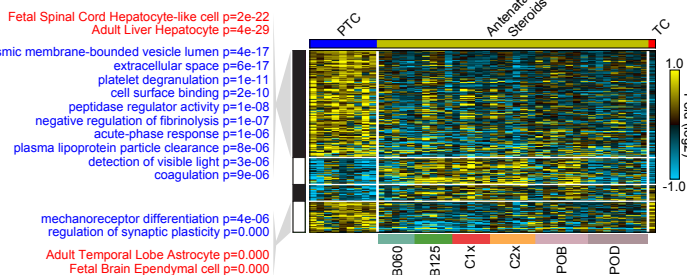 Fetal Spinal Cord Hepatocyte-like cell p=2e-22
Adult Liver Hepatocyte p=4e-29
membrane-bounded vesicle lumen p=4e-17
extracellular space p=6e-17
platelet degranulation p=1e-11
cell surface binding p=2e-10
peptidase regulator activity p=1e-08
negative regulation of fibrinolysis p=1e-07
acute-phase response p=1e-06
plasma lipoprotein particle clearance p=8e-06
detection of visible light p=3e-06
coagulation p=9e-06
mechanoreceptor differentiation p=4e-06
regulation of synaptic plasticity p=0.000
Adult Temporal Lobe Astrocyte p=0.000
Fetal Brain Ependymal cell p=0.000
PTC
Steroids
TC
1.0
-1.0
B060
B125
C1x
C2x
POB
POD